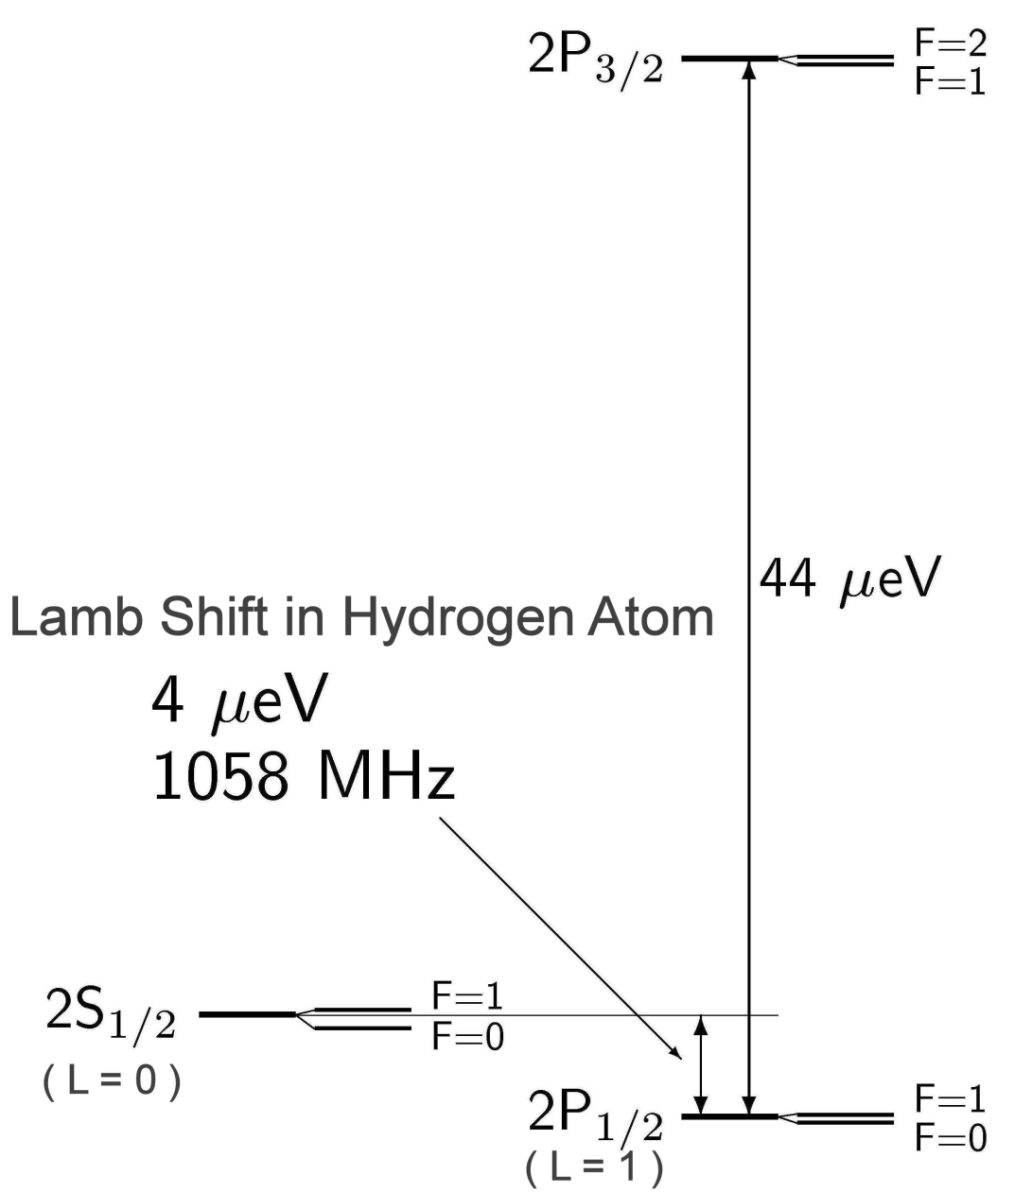 2P3/2
F=2
F=1
44 μeV
Lamb Shift in Hydrogen Atom
4 μeV
1058 MHz
2S1/2
( L = 0 )
F=1
F=0
2P1/2
( L = 1 )
F=1
F=0